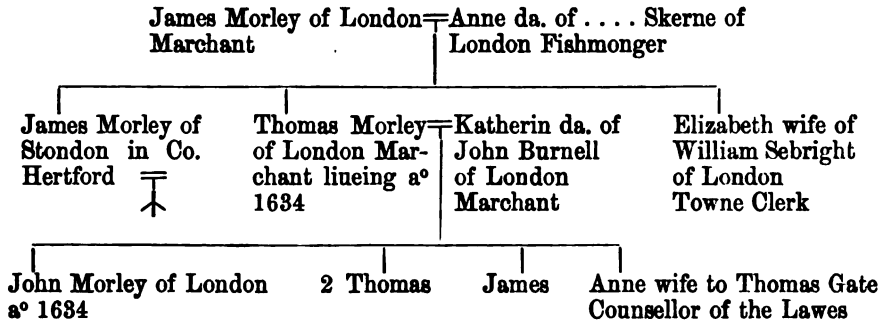 James Morley of London
Marchant
Anne da. of . . . . Skerne of
London Fishmonger
James Morley of
Stondon in Co.
Hertford
Thomas Morley
of London Mar-
chant liueing aº
1634
Katherin da. of
John Burnell
of London
Marchant
Elizabeth wife of
William Sebright
of London
Towne Clerk
John Morley of London
aº 1634
2 Thomas
James
Anne wife to Thomas Gate
Counsellor of the Lawes